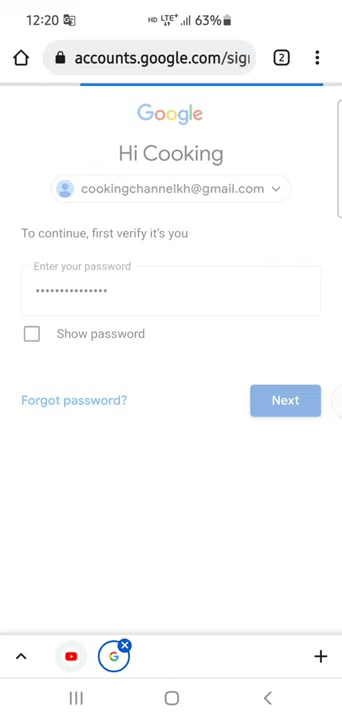 12:20 HD LTE+ 63%
accounts.google.com/sig
2
Google
Hi Cooking
cookingchannelkh@gmail.com
To continue, first verify it's you
Enter your password
•••••••••••••••
Show password
Forgot password?
Next
G